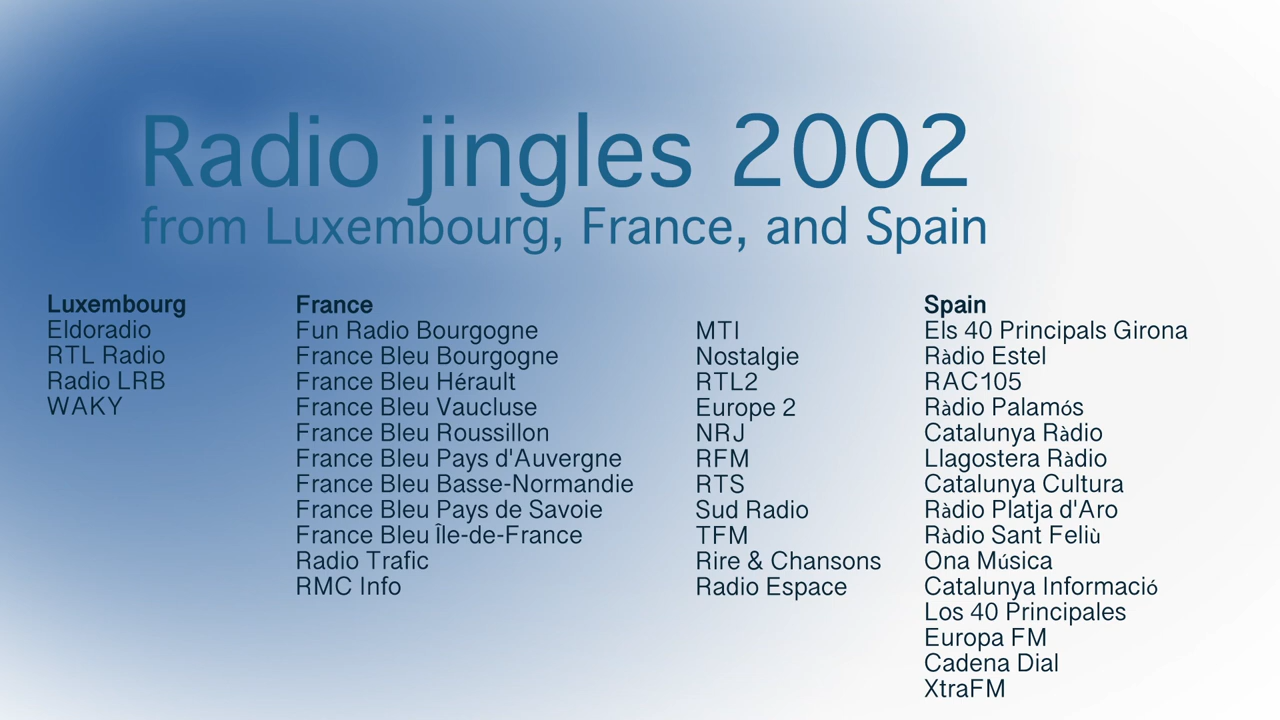 Radio jingles 2002
from Luxembourg, France, and Spain
Luxembourg
Eldoradio
RTL Radio
Radio LRB
WAKY
France
Fun Radio Bourgogne
France Bleu Bourgogne
France Bleu Hérault
France Bleu Vaucluse
France Bleu Roussillon
France Bleu Pays d'Auvergne
France Bleu Basse-Normandie
France Bleu Pays de Savoie
France Bleu Île-de-France
Radio Trafic
RMC Info
MTI
Nostalgie
RTL2
Europe 2
NRJ
RFM
RTS
Sud Radio
TFM
Rire & Chansons
Radio Espace
Spain
Els 40 Principals Girona
Ràdio Estel
RAC105
Ràdio Palamós
Catalunya Ràdio
Llagostera Ràdio
Catalunya Cultura
Ràdio Platja d'Aro
Ràdio Sant Feliù
Ona Música
Catalunya Informació
Los 40 Principales
Europa FM
Cadena Dial
XtraFM